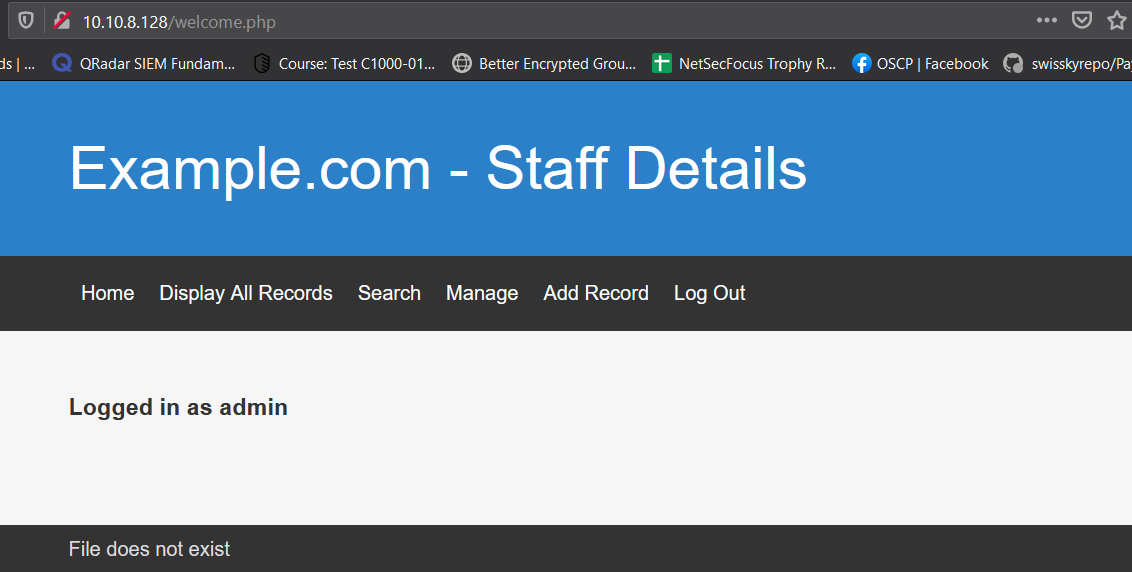 10.10.8.128/welcome.php
ds | ... QRadar SIEM Fundam... Course: Test C1000-01... Better Encrypted Grou... NetSecFocus Trophy R... OSCP | Facebook swisskyrepo/Pay
Example.com - Staff Details
Home Display All Records Search Manage Add Record Log Out
Logged in as admin
File does not exist